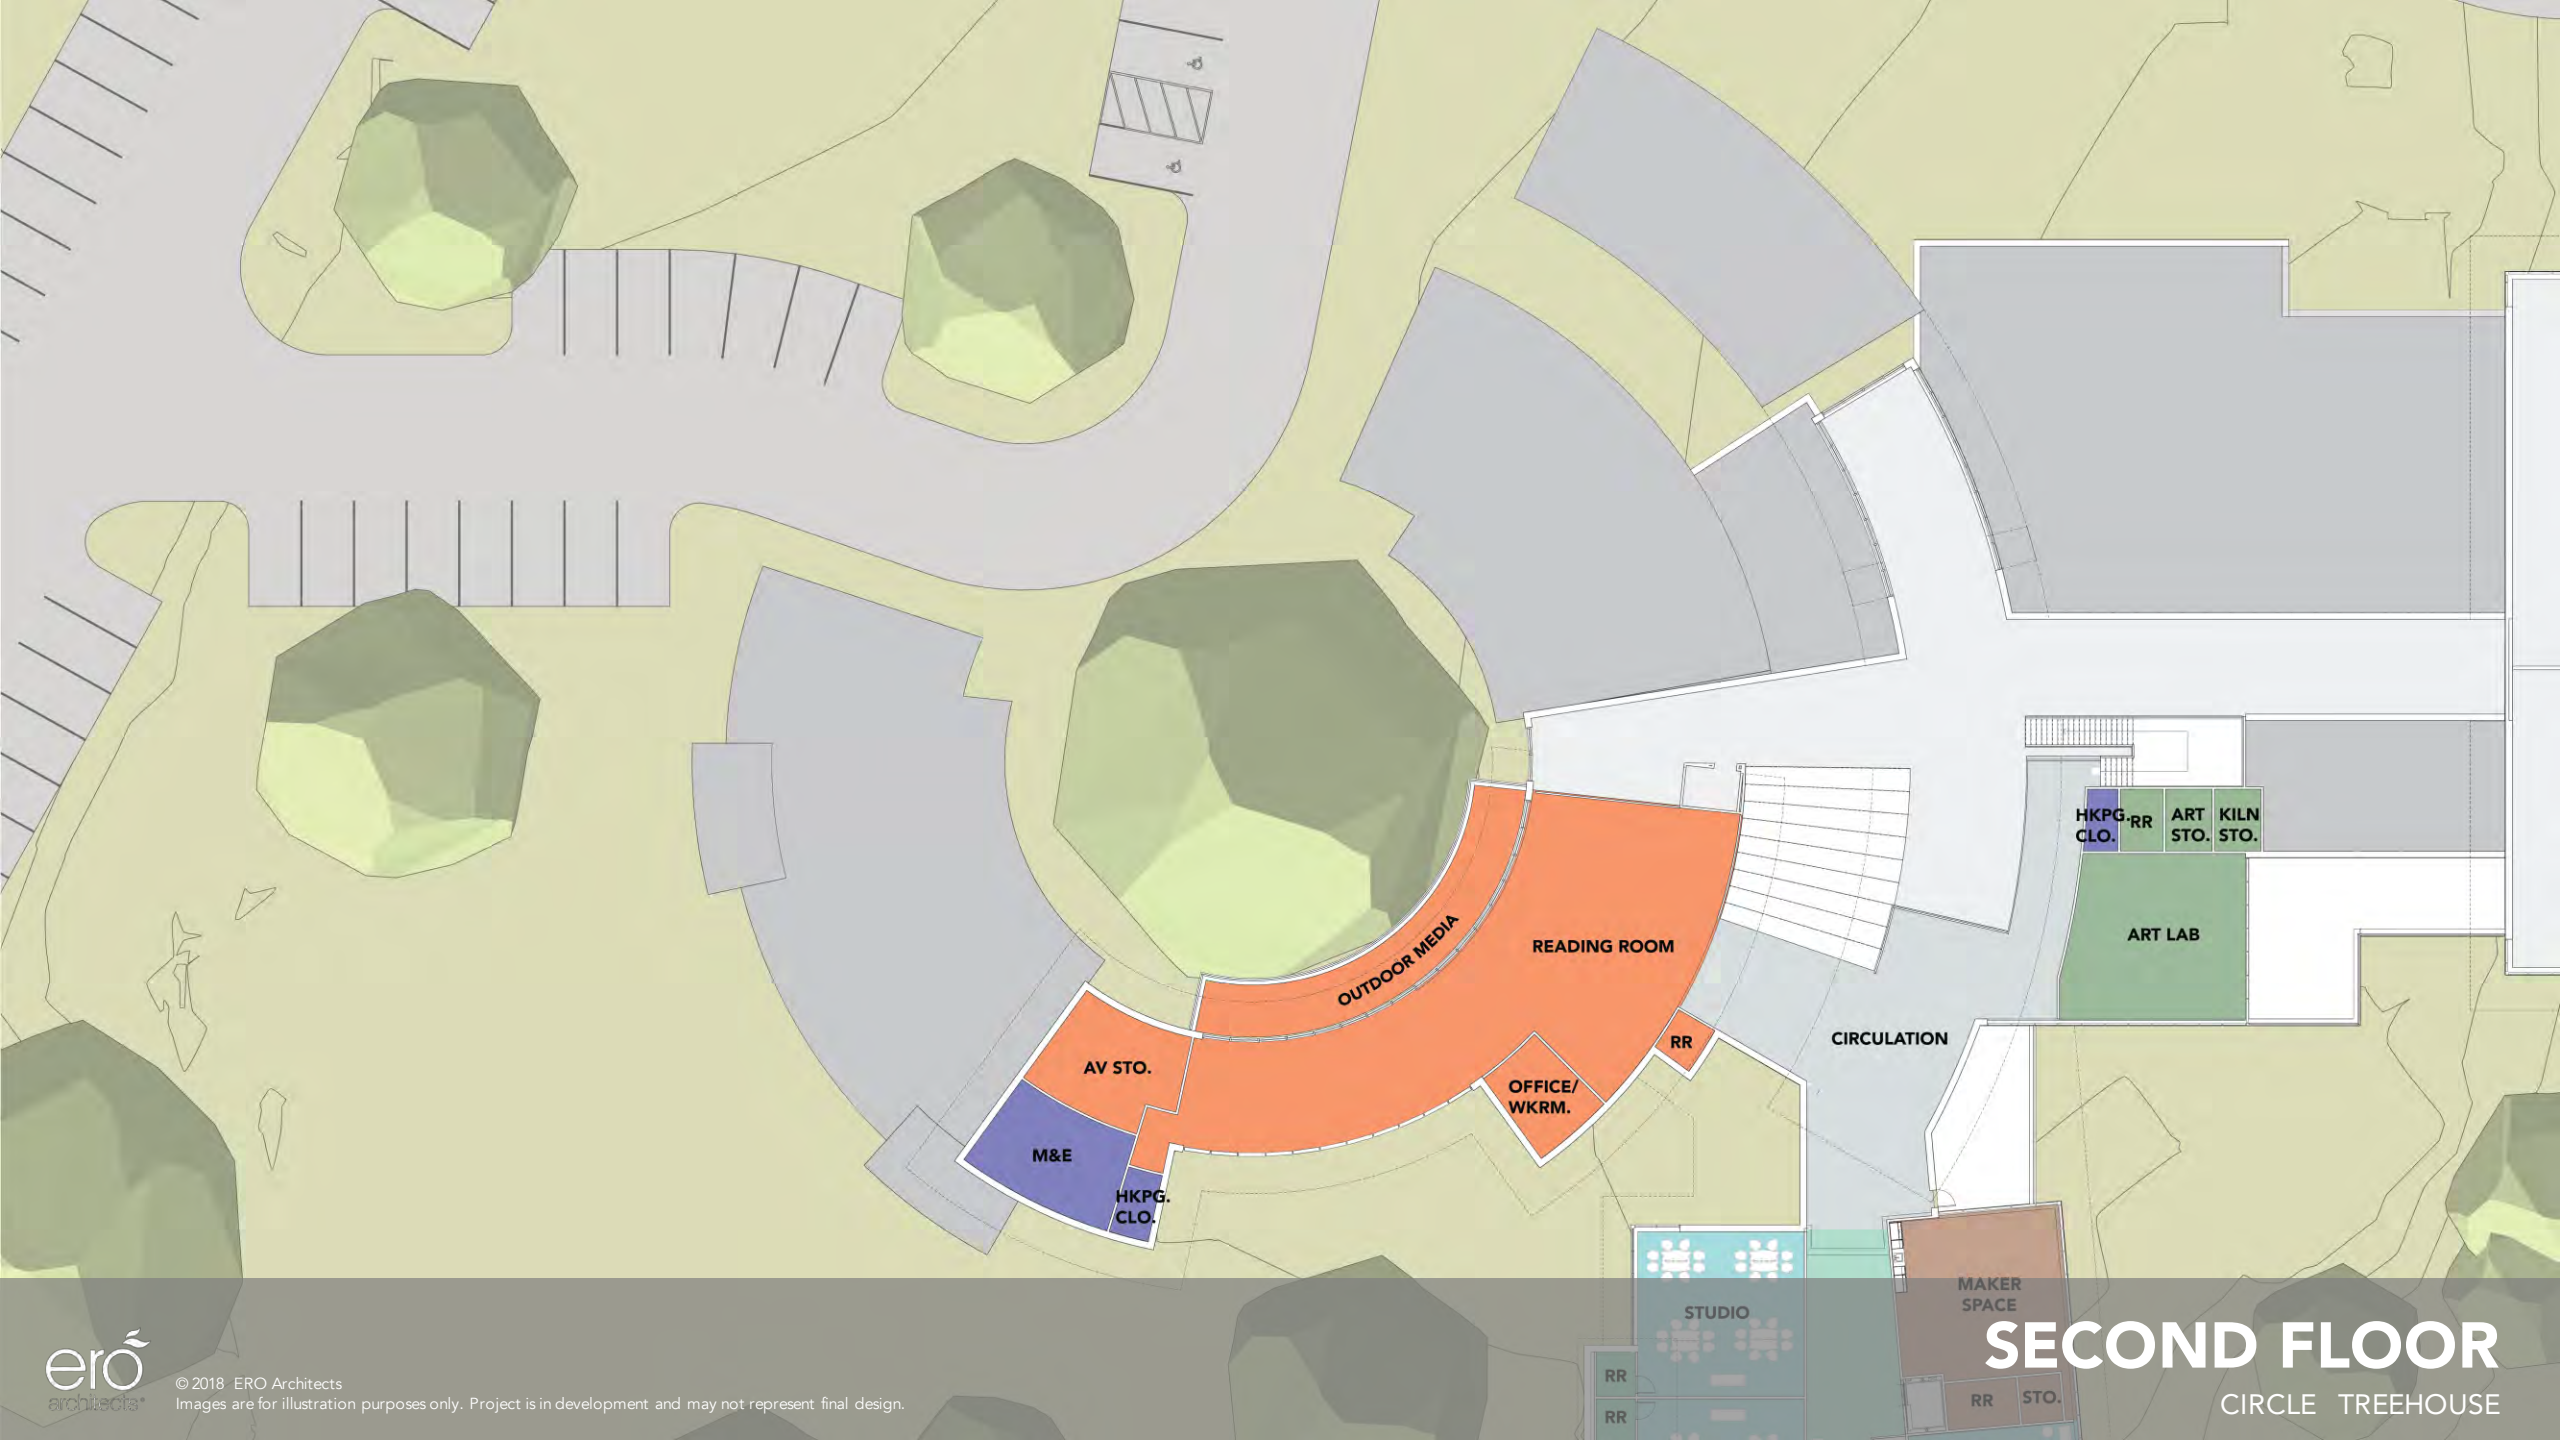 HKPG.
CLO.
RR
ART
STO.
KILN
STO.
ART LAB
OUTDOOR MEDIA
READING ROOM
RR
CIRCULATION
AV STO.
OFFICE/
WKRM.
M&E
HKPG.
CLO.
STUDIO
MAKER
SPACE
RR
RR
RR
STO.
SECOND FLOOR
CIRCLE TREEHOUSE
ero
architects
© 2018 ERO Architects
Images are for illustration purposes only. Project is in development and may not represent final design.